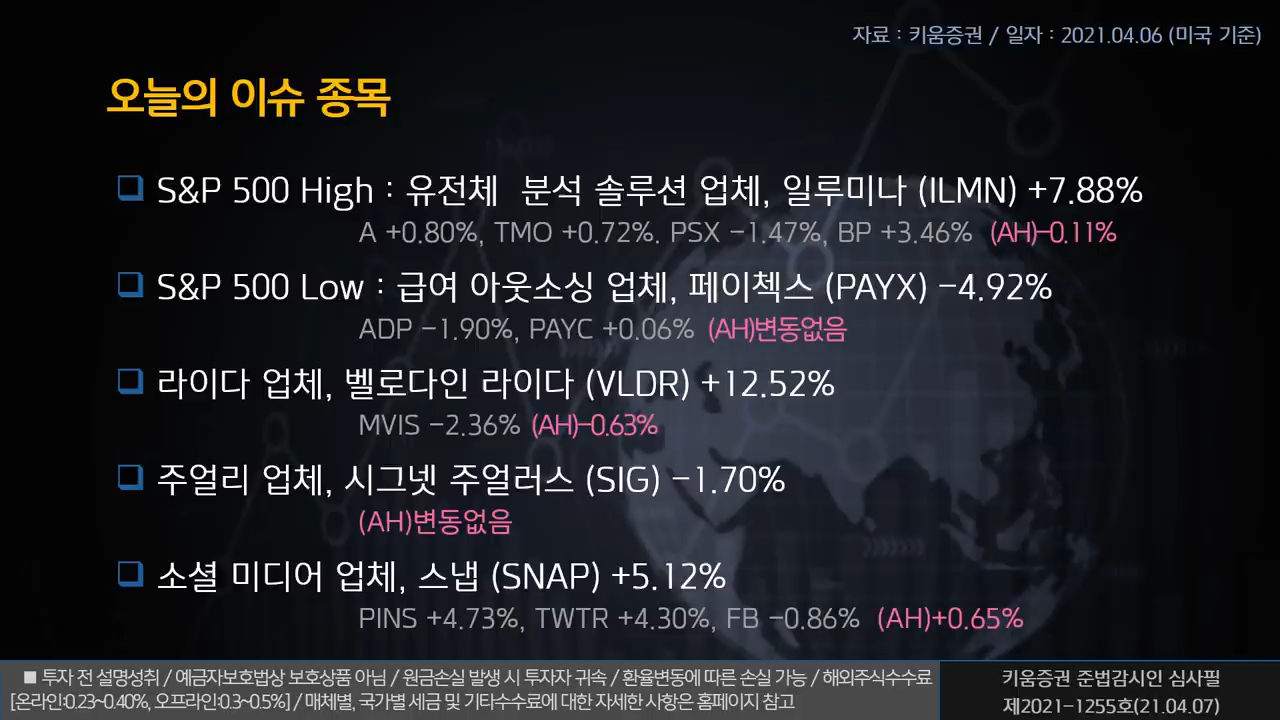 자료 : 키움증권 / 일자 : 2021.04.06 (미국 기준)
오늘의 이슈 종목
❑ S&P 500 High : 유전체 분석 솔루션 업체, 일루미나 (ILMN) +7.88%
A +0.80%, TMO +0.72%. PSX -1.47%, BP +3.46% (AH)-0.11%
❑ S&P 500 Low : 급여 아웃소싱 업체, 페이첵스 (PAYX) -4.92%
ADP -1.90%, PAYC +0.06% (AH)변동없음
❑ 라이다 업체, 벨로다인 라이다 (VLDR) +12.52%
MVIS -2.36% (AH)-0.63%
❑ 주얼리 업체, 시그넷 주얼러스 (SIG) -1.70%
(AH)변동없음
❑ 소셜 미디어 업체, 스냅 (SNAP) +5.12%
PINS +4.73%, TWTR +4.30%, FB -0.86% (AH)+0.65%
■ 투자 전 설명성취 / 예금자보호법상 보호상품 아님 / 원금손실 발생 시 투자자 귀속 / 환율변동에 따른 손실 가능 / 해외주식수수료
[온라인:0.23~0.40%, 오프라인:0.3~0.5%] / 매체별, 국가별 세금 및 기타수수료에 대한 자세한 사항은 홈페이지 참고
키움증권 준법감시인 심사필
제2021-1255호(21.04.07)